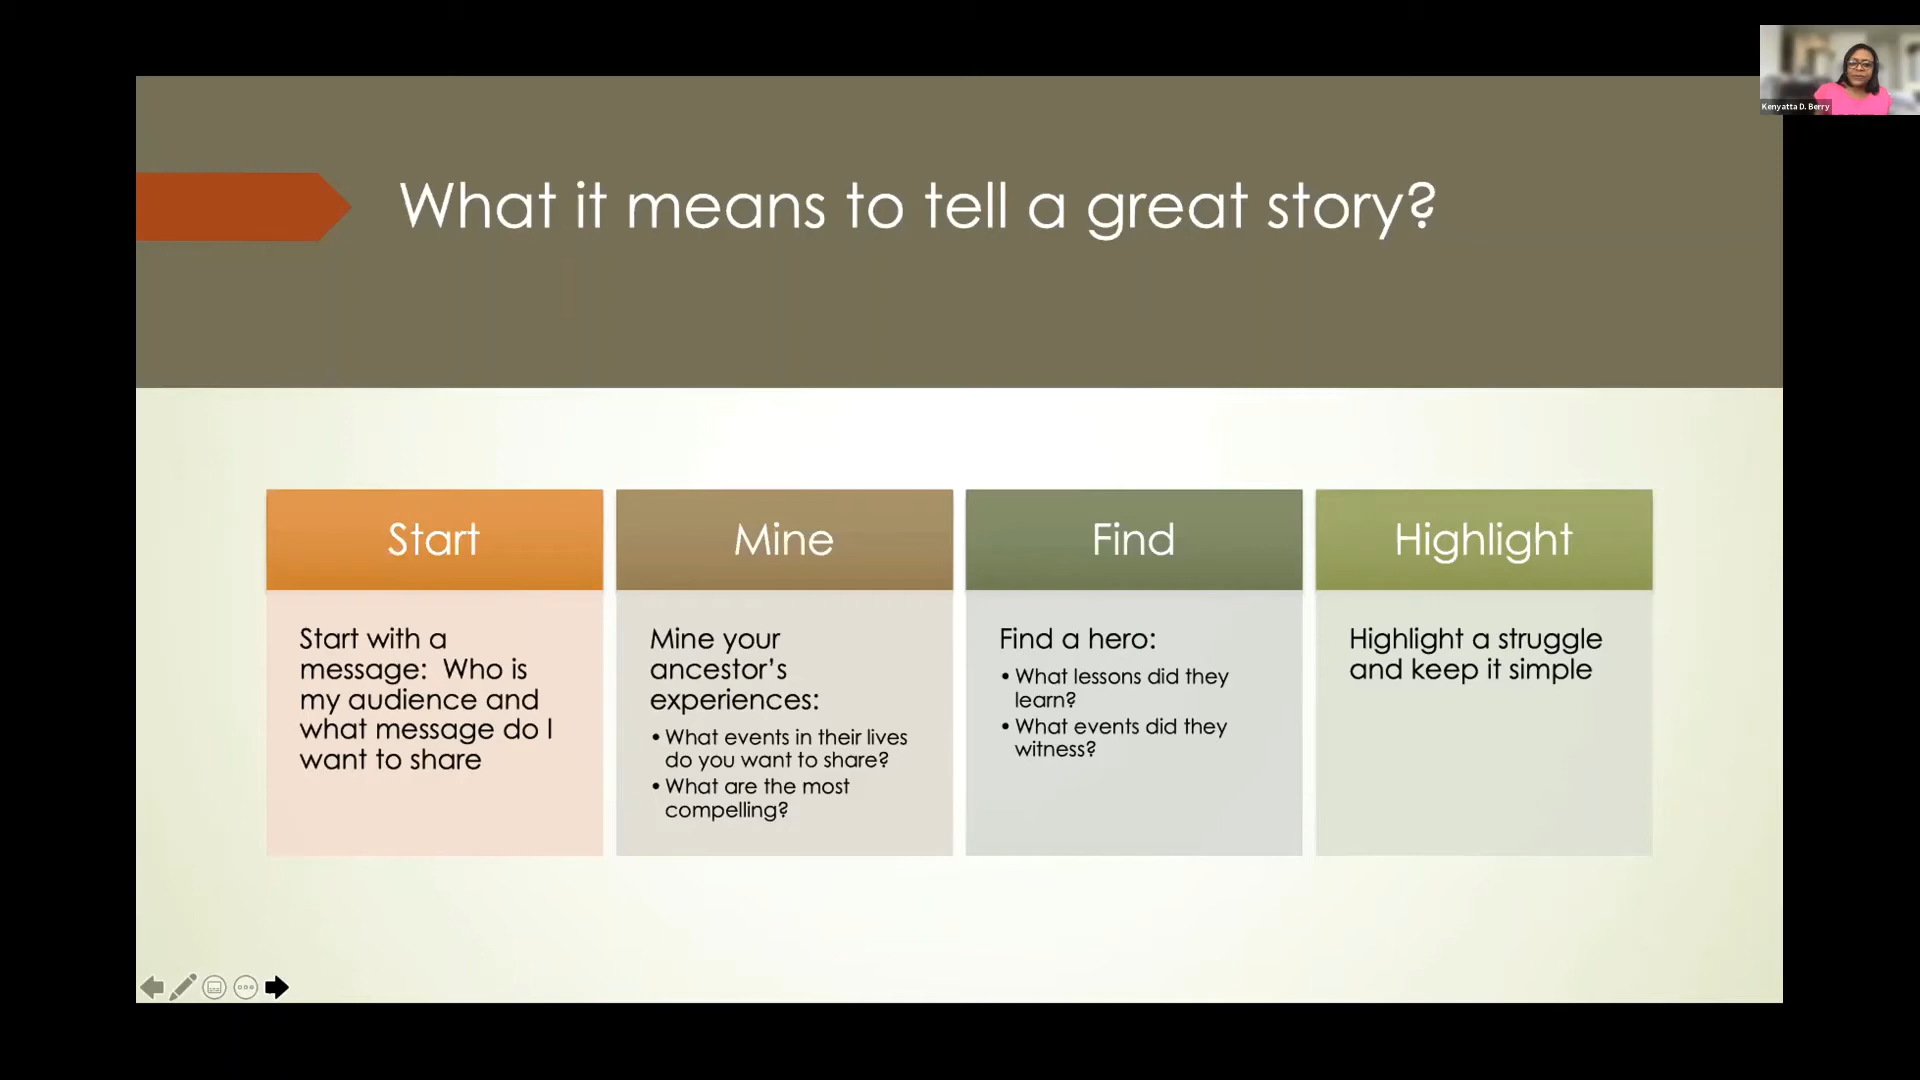 Kenyatta D. Berry
What it means to tell a great story?
Start
Start with a
message:  Who is
my audience and
what message do I
want to share
Mine
Mine your
ancestor’s
experiences:
• What events in their lives
do you want to share?
• What are the most
compelling?
Find
Find a hero:
• What lessons did they
learn?
• What events did they
witness?
Highlight
Highlight a struggle
and keep it simple